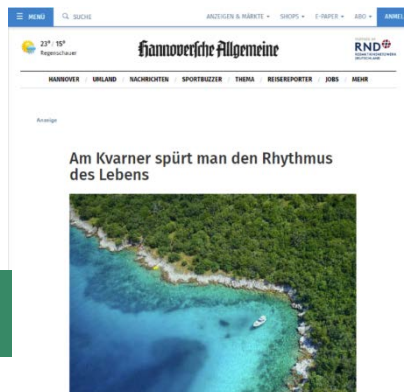 MENÜ SUCHE ANZEIGEN & MÄRKTE SHOPS E-PAPER ABO
23° 15°
Regenschauer
Hannoversche Allgemeine
RND
HANNOVER UMLAND NACHRICHTEN SPORTBUZZER THEMA REISEREPORTER JOBS MEHR
Anzeige
Am Kvarner spürt man den Rhythmus
des Lebens